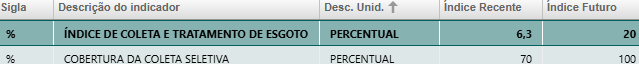 Sigla Descrição do indicador Desc. Unid. Índice Recente Índice Futuro
% ÍNDICE DE COLETA E TRATAMENTO DE ESGOTO PERCENTUAL 6,3 20
% COBERTURA DA COLETA SELETIVA PERCENTUAL 70 100